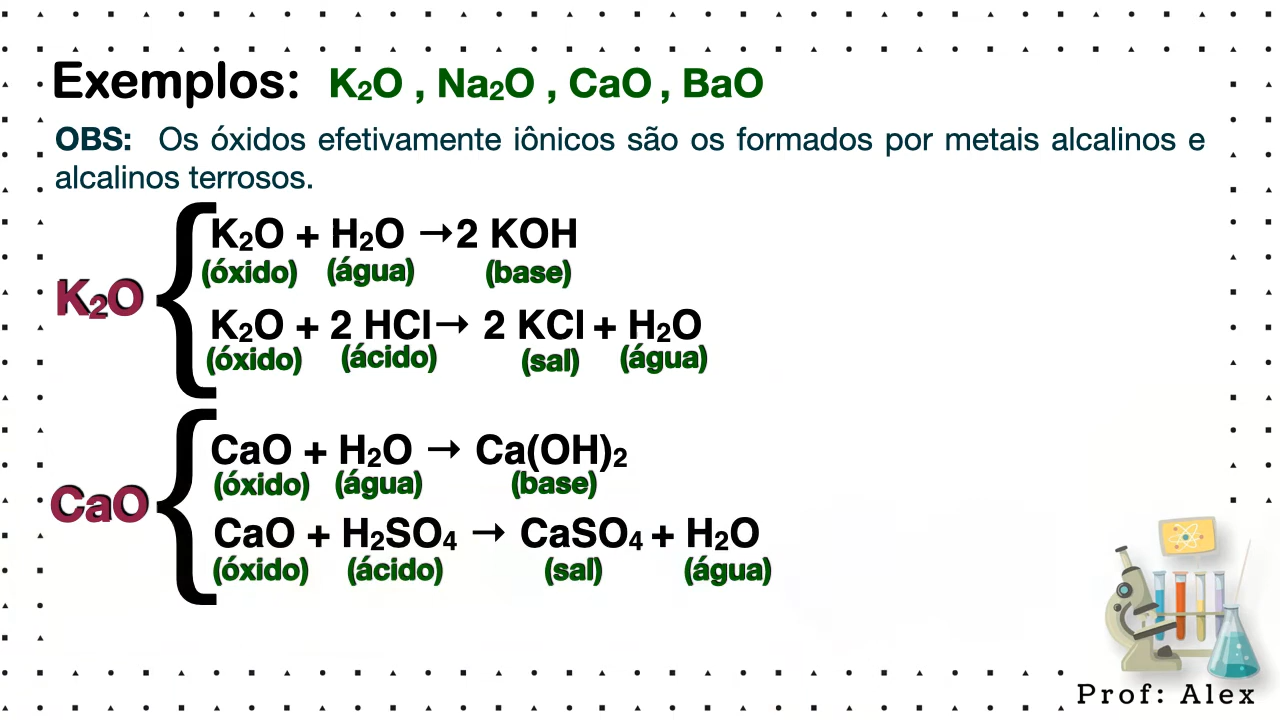 Exemplos: K₂O , Na₂O , CaO , BaO
OBS: Os óxidos efetivamente iônicos são os formados por metais alcalinos e
alcalinos terrosos.
K₂O
K₂O + H₂O →2 KOH
(óxido) (água) (base)
K₂O + 2 HCl→ 2 KCl + H₂O
(óxido) (ácido) (sal) (água)
CaO
CaO + H₂O → Ca(OH)₂
(óxido) (água) (base)
CaO + H₂SO₄ → CaSO₄ + H₂O
(óxido) (ácido) (sal) (água)
Prof: Alex